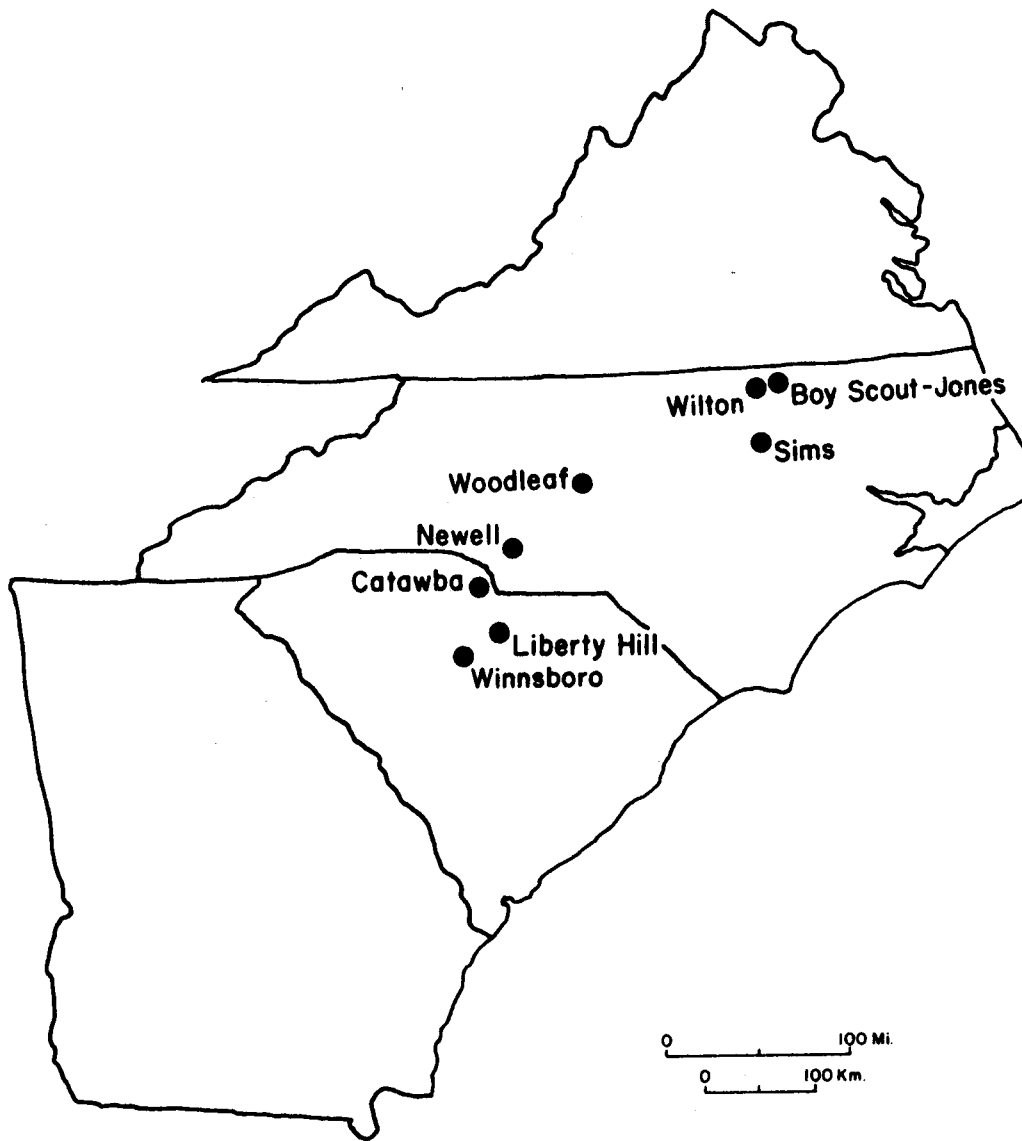 Wilton
Boy Scout-Jones
Sims
Woodleaf
Newell
Catawba
Liberty Hill
Winnsboro
0 100 Mi.
0 100 Km.